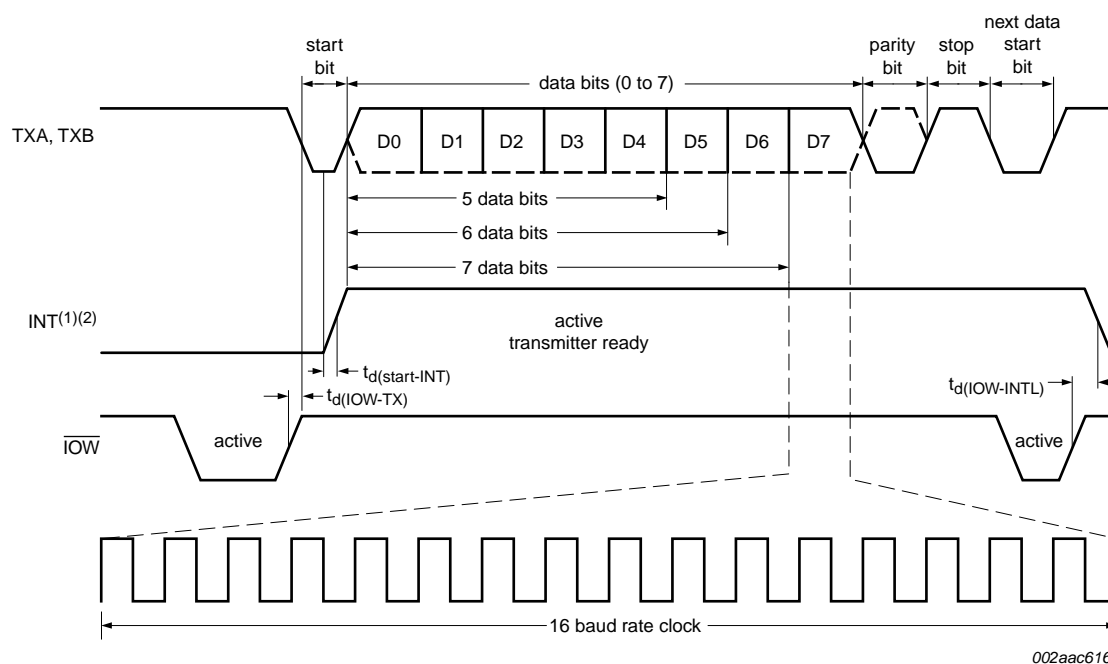 start
bit
data bits (0 to 7)
parity
bit
stop
bit
next data
start
bit
TXA, TXB
D0 D1 D2 D3 D4 D5 D6 D7
5 data bits
6 data bits
7 data bits
INT(1)(2)
active
transmitter ready
td(start-INT)
td(IOW-TX)
td(IOW-INTL)
IOW
active
active
16 baud rate clock
002aac616